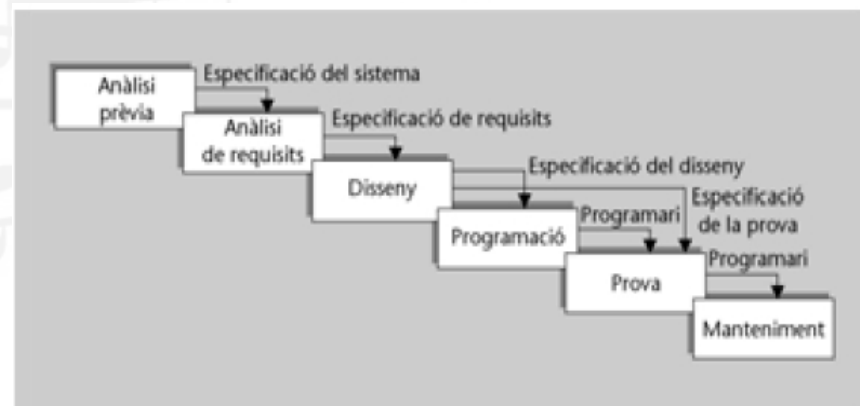 Anàlisi
prèvia
Especificació del sistema
Anàlisi
de requisits
Especificació de requisits
Disseny
Especificació del disseny
Especificació
de la prova
Programació
Programari
Prova
Programari
Manteniment